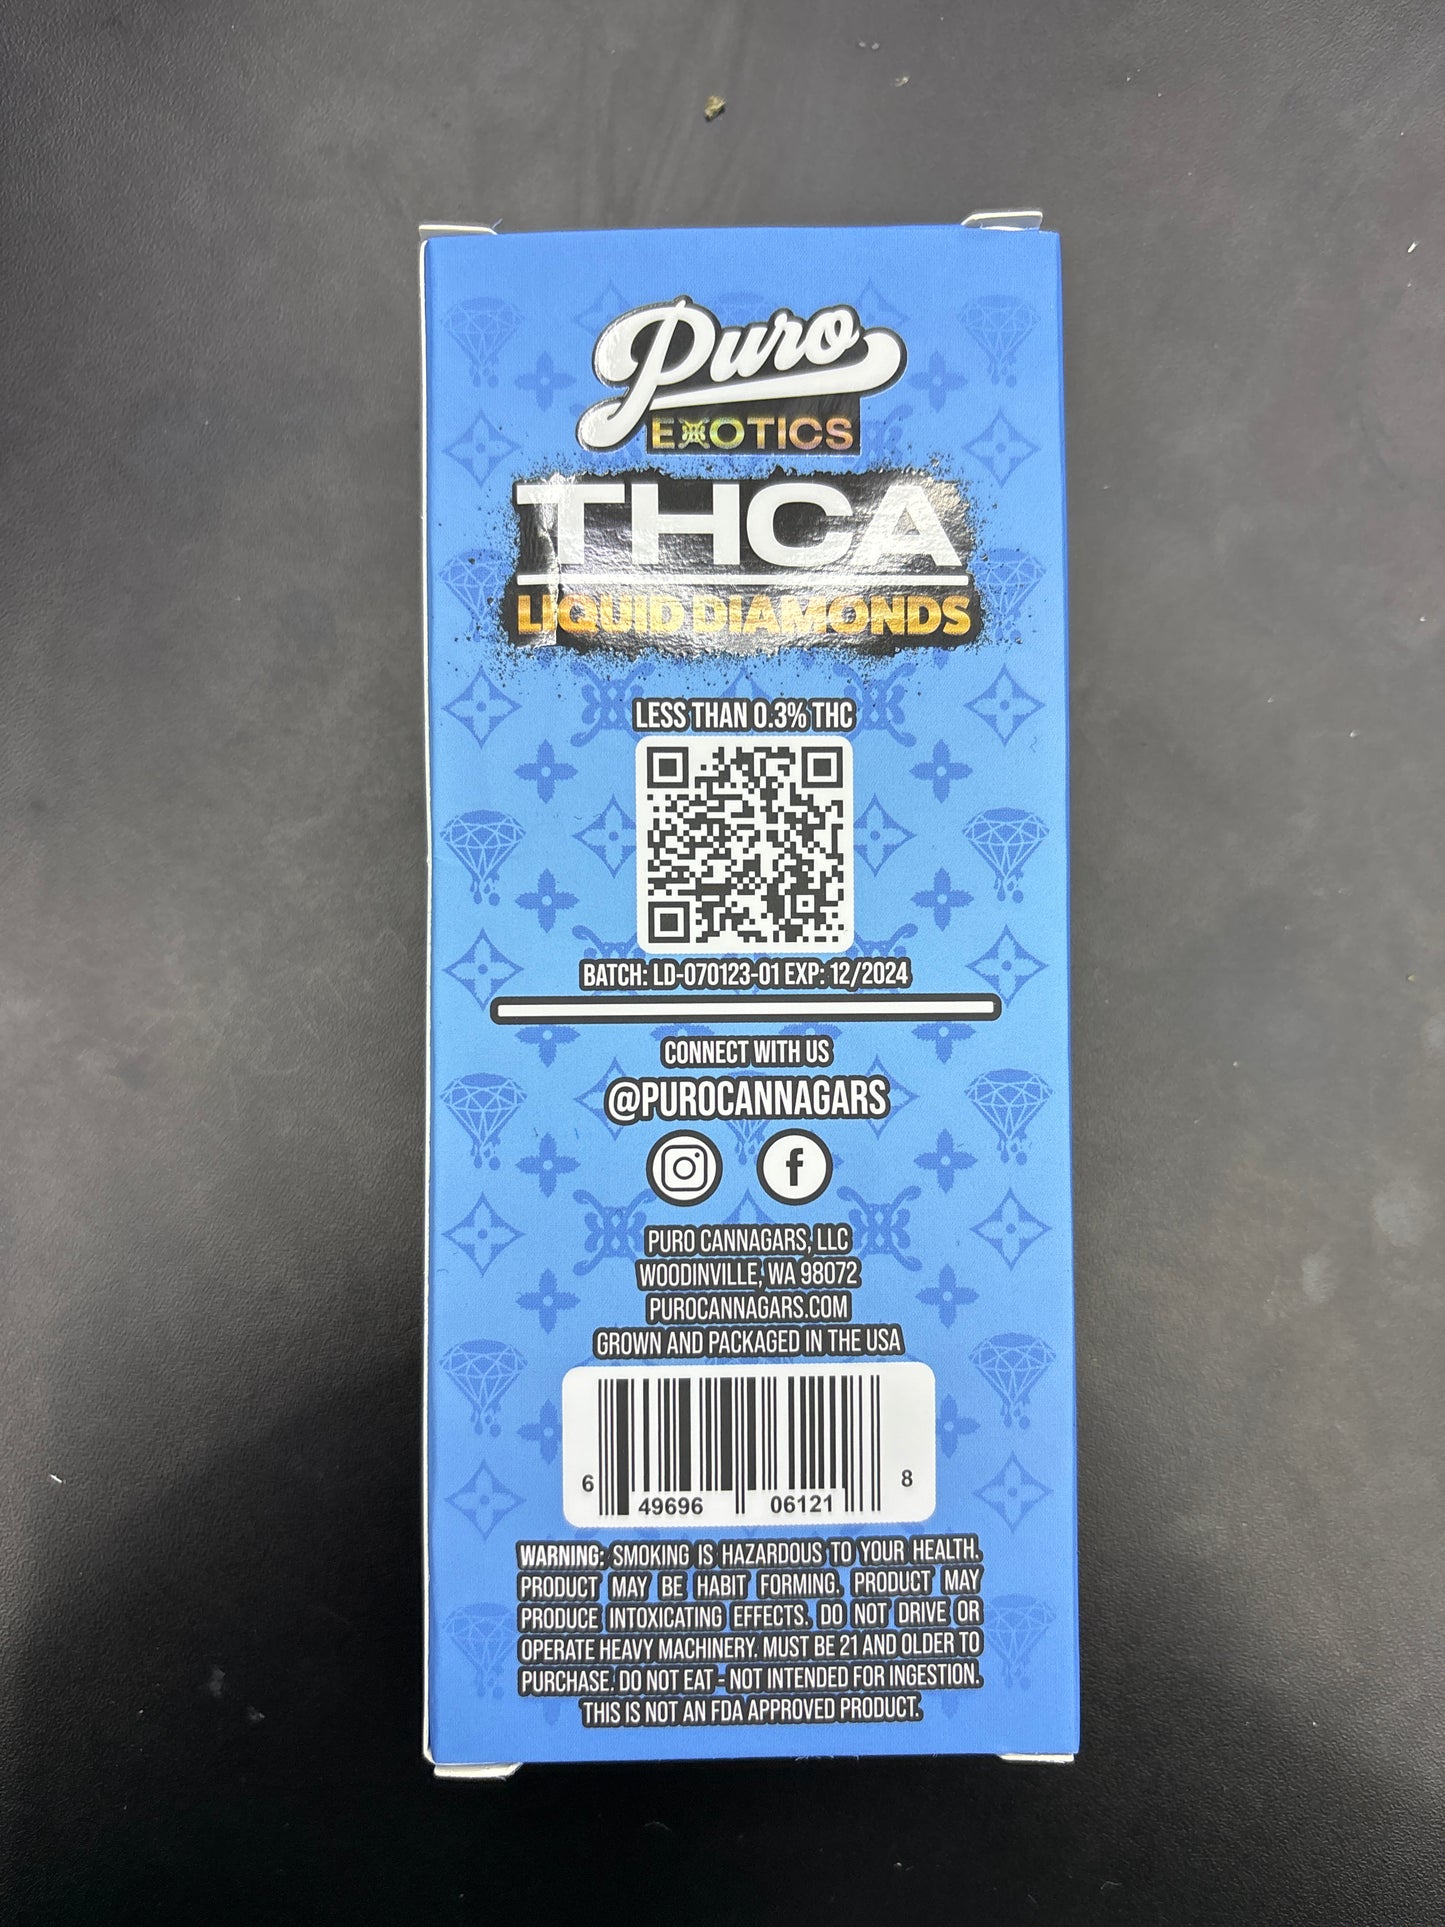 Puro
EXOTICS
THCA
LIQUID DIAMONDS
LESS THAN 0.3% THC
BATCH: LD-070123-01 EXP: 12/2024
CONNECT WITH US
@PUROCANNAGARS
PURO CANNAGARS, LLC
WOODINVILLE, WA 98072
PUROCANNAGARS.COM
GROWN AND PACKAGED IN THE USA
6 49696 06121 8
WARNING: SMOKING IS HAZARDOUS TO YOUR HEALTH.
PRODUCT MAY BE HABIT FORMING. PRODUCT MAY
PRODUCE INTOXICATING EFFECTS. DO NOT DRIVE OR
OPERATE HEAVY MACHINERY. MUST BE 21 AND OLDER TO
PURCHASE. DO NOT EAT - NOT INTENDED FOR INGESTION.
THIS IS NOT AN FDA APPROVED PRODUCT.